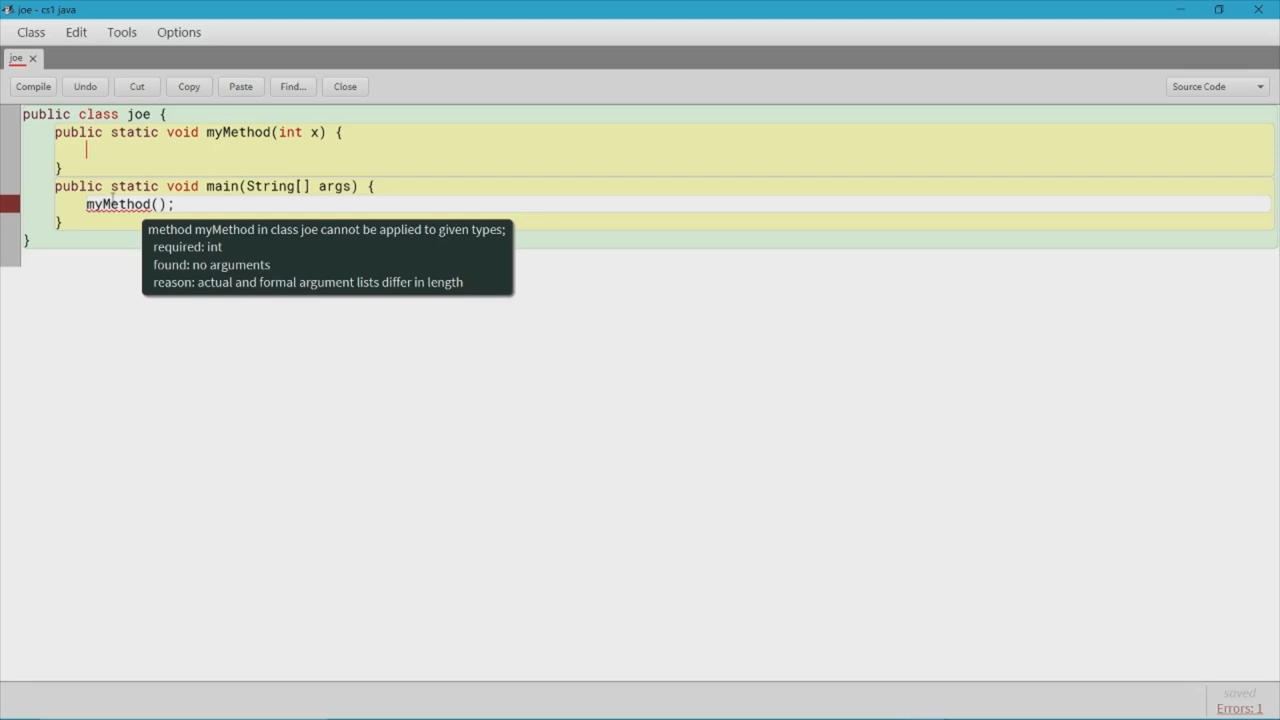 joe - cs1 java
Class Edit Tools Options
joe
Compile Undo Cut Copy Paste Find... Close Source Code
public class joe {
public static void myMethod(int x) {
}
public static void main(String[] args) {
myMethod();
}
method myMethod in class joe cannot be applied to given types;
}
required: int
found: no arguments
reason: actual and formal argument lists differ in length
saved
Errors: 1